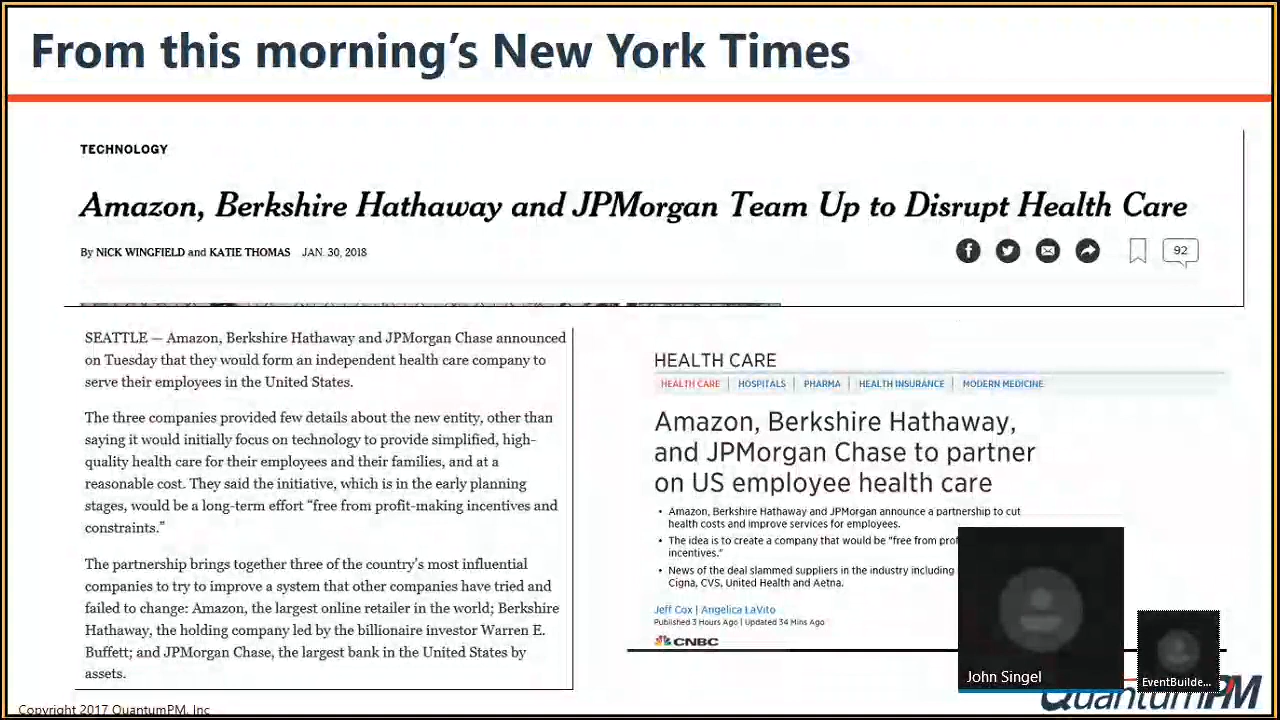 From this morning's New York Times
TECHNOLOGY
Amazon, Berkshire Hathaway and JPMorgan Team Up to Disrupt Health Care
By NICK WINGFIELD and KATIE THOMAS JAN. 30, 2018
92
SEATTLE — Amazon, Berkshire Hathaway and JPMorgan Chase announced
on Tuesday that they would form an independent health care company to
serve their employees in the United States.
The three companies provided few details about the new entity, other than
saying it would initially focus on technology to provide simplified, high-
quality health care for their employees and their families, and at a
reasonable cost. They said the initiative, which is in the early planning
stages, would be a long-term effort “free from profit-making incentives and
constraints.”
The partnership brings together three of the country's most influential
companies to try to improve a system that other companies have tried and
failed to change: Amazon, the largest online retailer in the world; Berkshire
Hathaway, the holding company led by the billionaire investor Warren E.
Buffett; and JPMorgan Chase, the largest bank in the United States by
assets.
HEALTH CARE
HEALTH CARE | HOSPITALS | PHARMA | HEALTH INSURANCE | MODERN MEDICINE
Amazon, Berkshire Hathaway,
and JPMorgan Chase to partner
on US employee health care
• Amazon, Berkshire Hathaway and JPMorgan announce a partnership to cut
health costs and improve services for employees.
• The idea is to create a company that would be "free from prof
incentives."
• News of the deal slammed suppliers in the industry including
Cigna, CVS, United Health and Aetna.
Jeff Cox | Angelica LaVito
Published 3 Hours Ago | Updated 34 Mins Ago
CNBC
John Singel
EventBuilde...
QuantumPM
Copyright 2017 QuantumPM, Inc